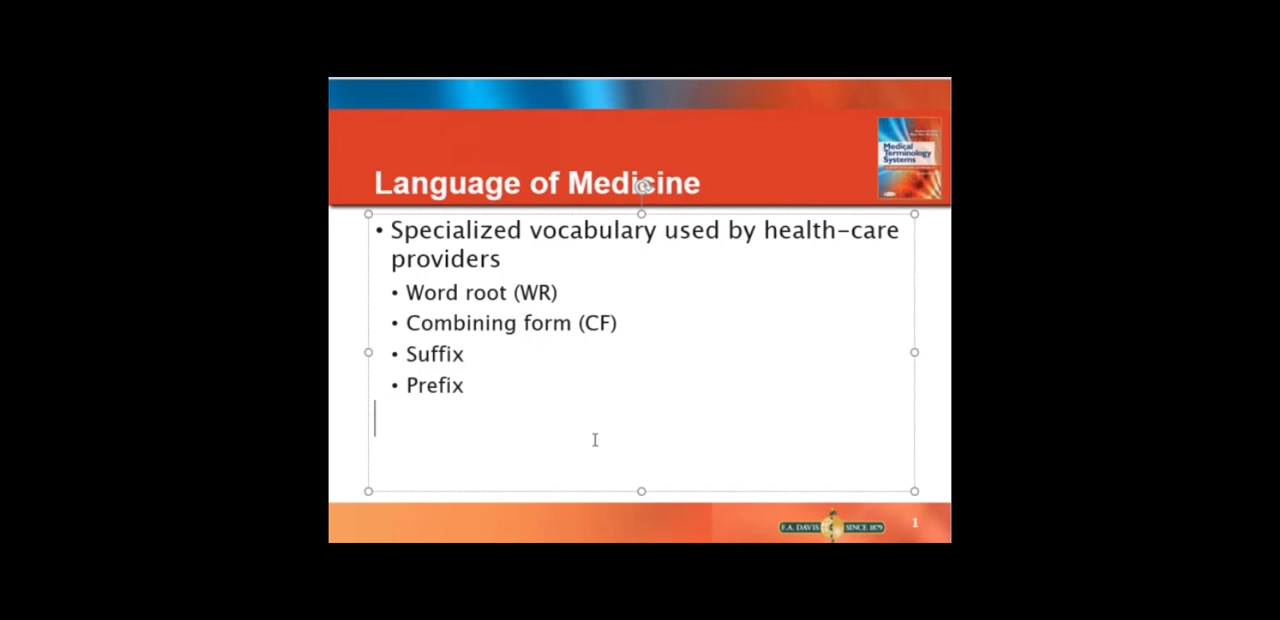 Medical
Terminology
Systems
Language of Medicine
• Specialized vocabulary used by health-care
providers
• Word root (WR)
• Combining form (CF)
• Suffix
• Prefix
F.A. DAVIS SINCE 1879
1